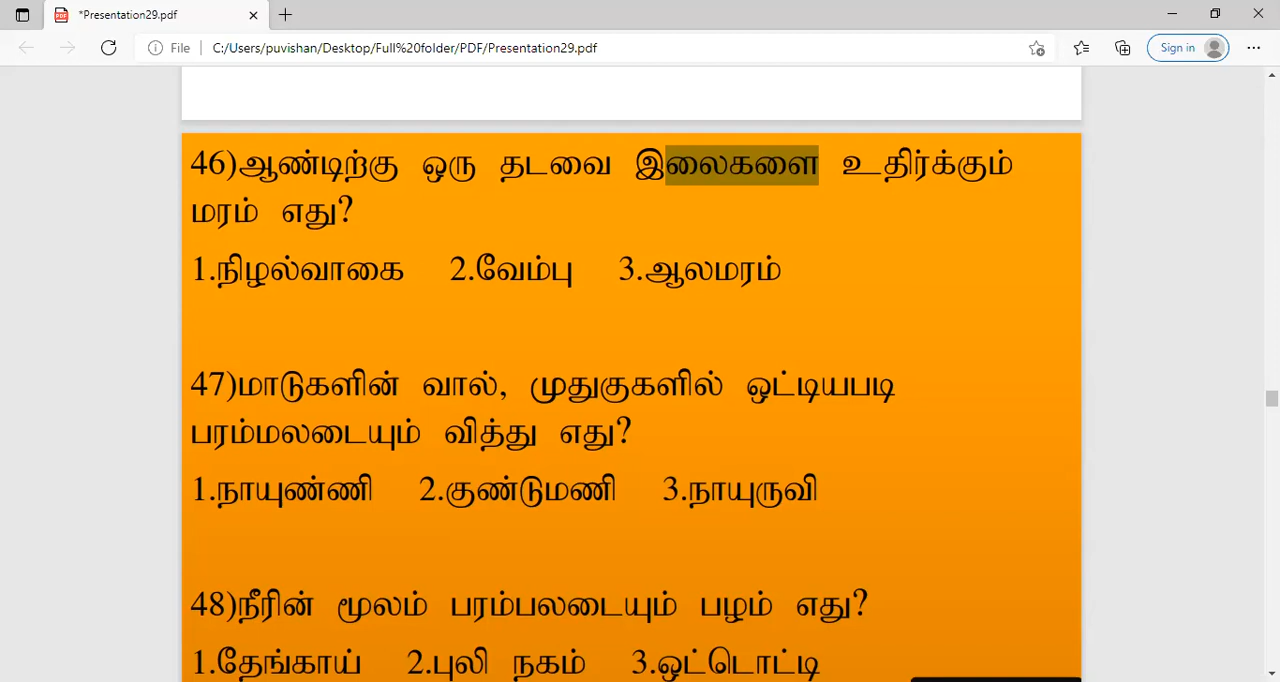 *Presentation29.pdf
File C:/Users/puvishan/Desktop/Full%20folder/PDF/Presentation29.pdf Sign in
46)ஆண்டிற்கு ஒரு தடவை இலைகளை உதிர்க்கும்
மரம் எது?
1.நிழல்வாகை 2.வேம்பு 3.ஆலமரம்
47)மாடுகளின் வால், முதுகுகளில் ஒட்டியபடி
பரம்மலடையும் வித்து எது?
1.நாயுண்ணி 2.குண்டுமணி 3.நாயுருவி
48)நீரின் மூலம் பரம்பலடையும் பழம் எது?
1.தேங்காய் 2.புலி நகம் 3.ஒட்டொட்டி